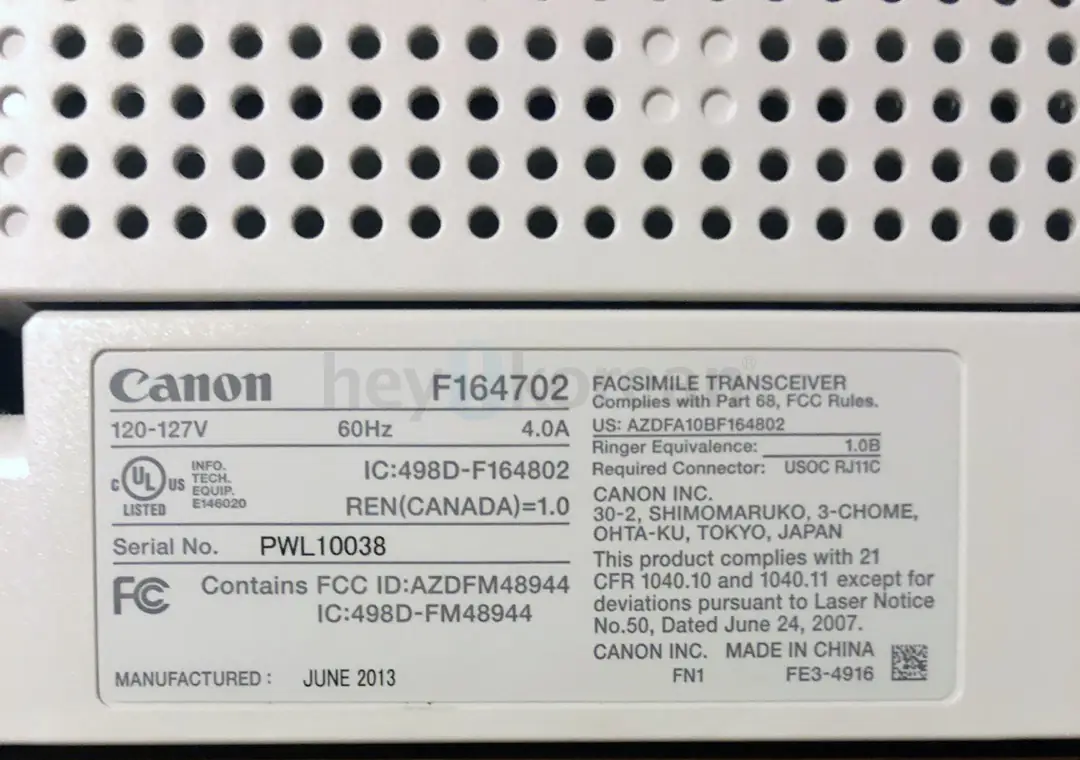 Canon F164702
120-127V 60Hz 4.0A
C UL US LISTED
INFO.
TECH.
EQUIP.
E146020
IC:498D-F164802
REN(CANADA)=1.0
Serial No. PWL10038
FC Contains FCC ID:AZDFM48944
IC:498D-FM48944
MANUFACTURED : JUNE 2013
FACSIMILE TRANSCEIVER
Complies with Part 68, FCC Rules.
US: AZDFA10BF164802
Ringer Equivalence: 1.0B
Required Connector: USOC RJ11C
CANON INC.
30-2, SHIMOMARUKO, 3-CHOME,
OHTA-KU, TOKYO, JAPAN
This product complies with 21
CFR 1040.10 and 1040.11 except for
deviations pursuant to Laser Notice
No.50, Dated June 24, 2007.
CANON INC. MADE IN CHINA
FN1 FE3-4916
heykorean